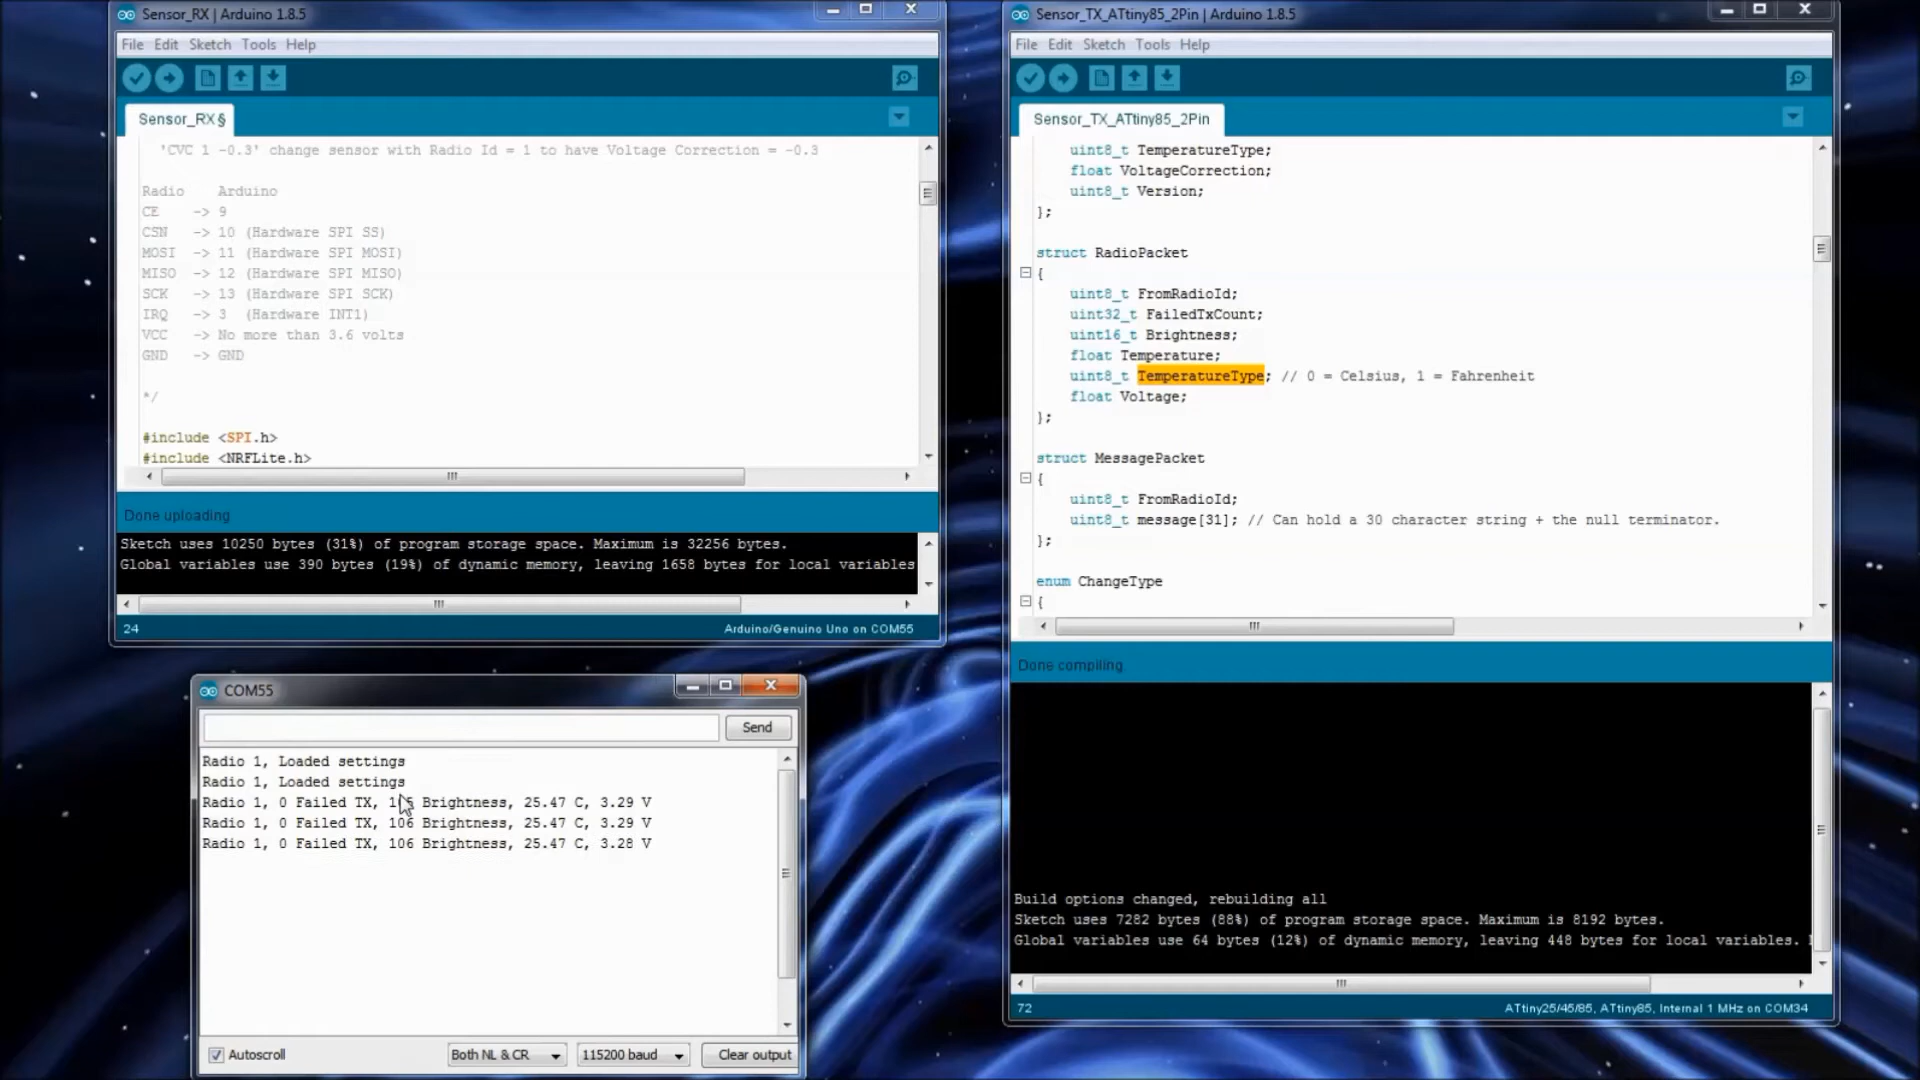 Sensor_RX | Arduino 1.8.5
File Edit Sketch Tools Help
Sensor_RX §
'CVC 1 -0.3' change sensor with Radio Id = 1 to have Voltage Correction = -0.3
Radio    Arduino
CE    -> 9
CSN   -> 10 (Hardware SPI SS)
MOSI  -> 11 (Hardware SPI MOSI)
MISO  -> 12 (Hardware SPI MISO)
SCK   -> 13 (Hardware SPI SCK)
IRQ   -> 3  (Hardware INT1)
VCC   -> No more than 3.6 volts
GND   -> GND
*/
#include <SPI.h>
#include <NRFLite.h>
Done uploading
Sketch uses 10250 bytes (31%) of program storage space. Maximum is 32256 bytes.
Global variables use 390 bytes (19%) of dynamic memory, leaving 1658 bytes for local variables
24
Arduino/Genuino Uno on COM55
COM55
Send
Radio 1, Loaded settings
Radio 1, Loaded settings
Radio 1, 0 Failed TX, Brightness, 25.47 C, 3.29 V
Radio 1, 0 Failed TX, 106 Brightness, 25.47 C, 3.29 V
Radio 1, 0 Failed TX, 106 Brightness, 25.47 C, 3.28 V
Autoscroll
Both NL & CR
115200 baud
Clear output
Sensor_TX_ATtiny85_2Pin | Arduino 1.8.5
File Edit Sketch Tools Help
Sensor_TX_ATtiny85_2Pin
uint8_t TemperatureType;
float VoltageCorrection;
uint8_t Version;
};
struct RadioPacket
{
uint8_t FromRadioId;
uint32_t FailedTxCount;
uint16_t Brightness;
float Temperature;
uint8_t TemperatureType; // 0 = Celsius, 1 = Fahrenheit
float Voltage;
};
struct MessagePacket
{
uint8_t FromRadioId;
uint8_t message[31]; // Can hold a 30 character string + the null terminator.
};
enum ChangeType
{
Done compiling
Build options changed, rebuilding all
Sketch uses 7282 bytes (88%) of program storage space. Maximum is 8192 bytes.
Global variables use 64 bytes (12%) of dynamic memory, leaving 448 bytes for local variables.
72
ATtiny25/45/85, ATtiny85, Internal 1 MHz on COM34